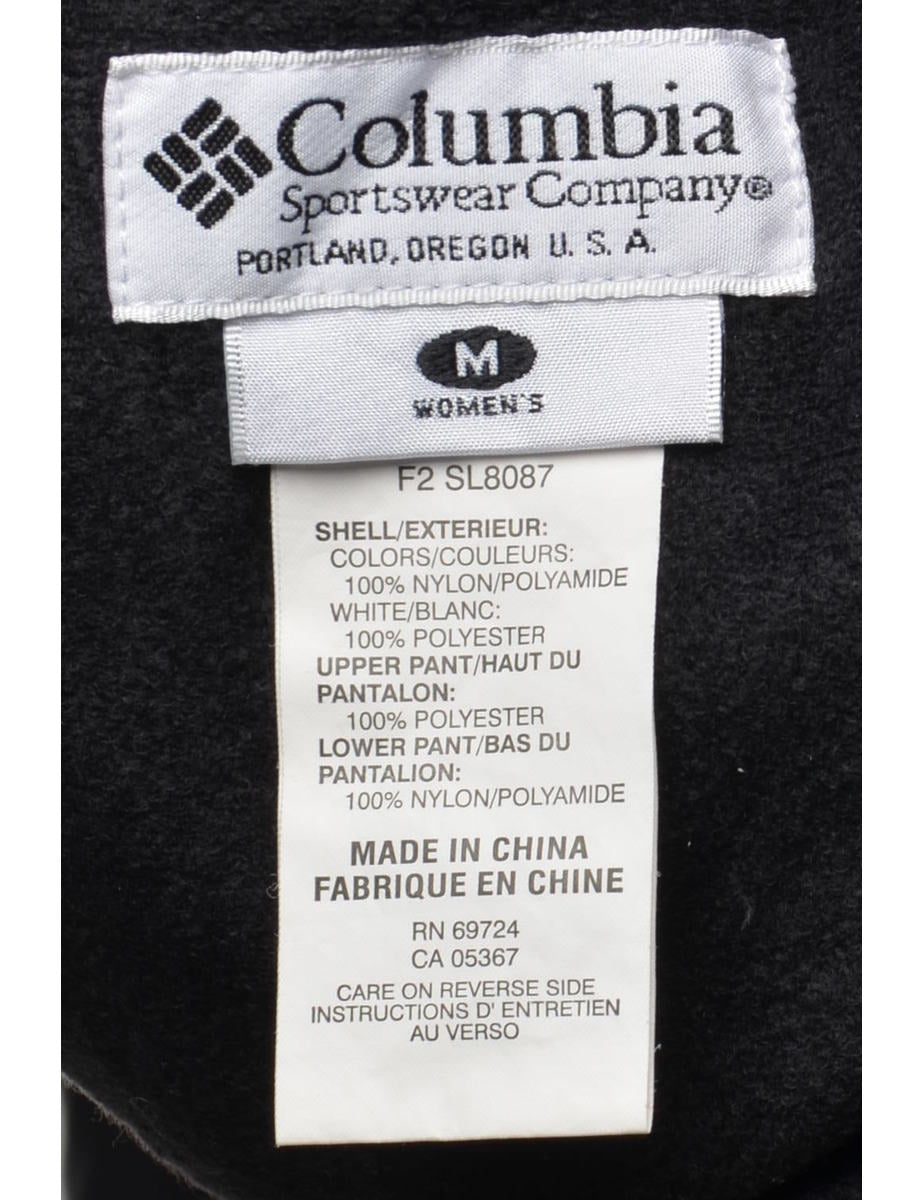 Columbia
Sportswear Company®
PORTLAND, OREGON U. S. A.
M
WOMEN'S
F2 SL8087
SHELL/EXTERIEUR:
COLORS/COULEURS:
100% NYLON/POLYAMIDE
WHITE/BLANC:
100% POLYESTER
UPPER PANT/HAUT DU
PANTALON:
100% POLYESTER
LOWER PANT/BAS DU
PANTALION:
100% NYLON/POLYAMIDE
MADE IN CHINA
FABRIQUE EN CHINE
RN 69724
CA 05367
CARE ON REVERSE SIDE
INSTRUCTIONS D' ENTRETIEN
AU VERSO